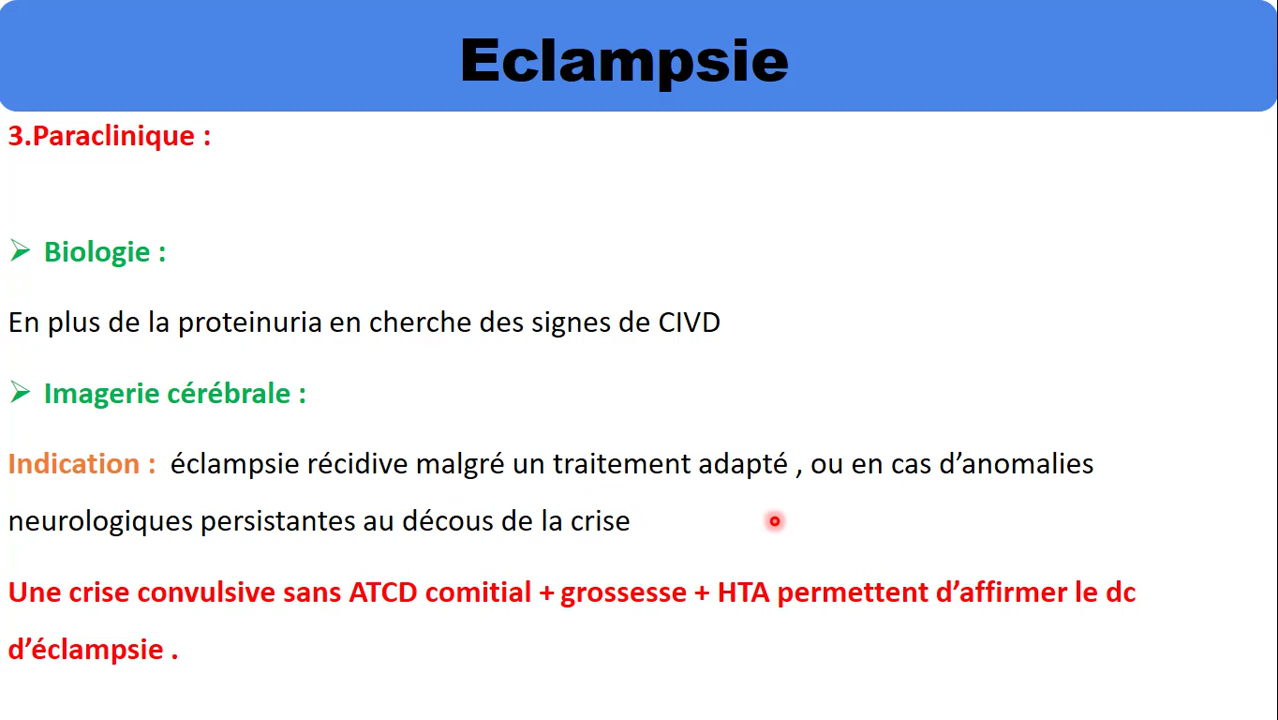 Eclampsie
3.Paraclinique :
Biologie :
En plus de la proteinuria en cherche des signes de CIVD
Imagerie cérébrale :
Indication : éclampsie récidive malgré un traitement adapté , ou en cas d’anomalies
neurologiques persistantes au décous de la crise
Une crise convulsive sans ATCD comitial + grossesse + HTA permettent d’affirmer le dc
d’éclampsie .